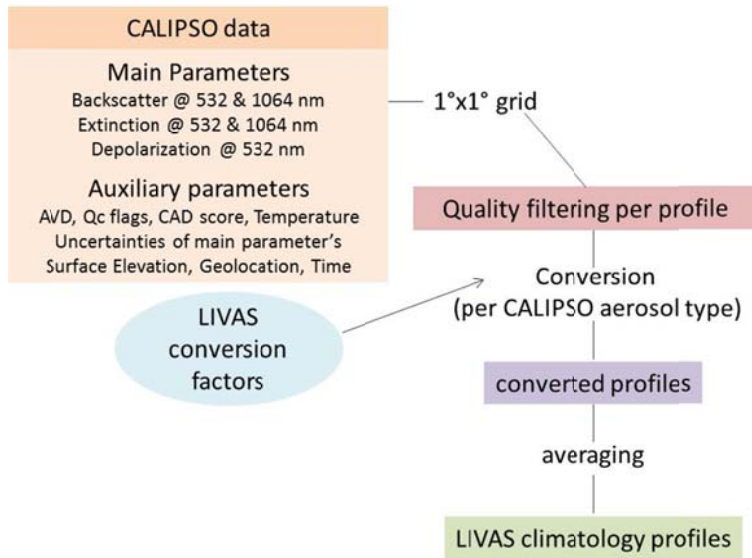 CALIPSO data
Main Parameters
Backscatter @ 532 & 1064 nm
Extinction @ 532 & 1064 nm
Depolarization @ 532 nm
Auxiliary parameters
AVD, Qc flags, CAD score, Temperature
Uncertainties of main parameter's
Surface Elevation, Geolocation, Time
1°x1° grid
Quality filtering per profile
Conversion
(per CALIPSO aerosol type)
LIVAS
conversion
factors
converted profiles
averaging
LIVAS climatology profiles